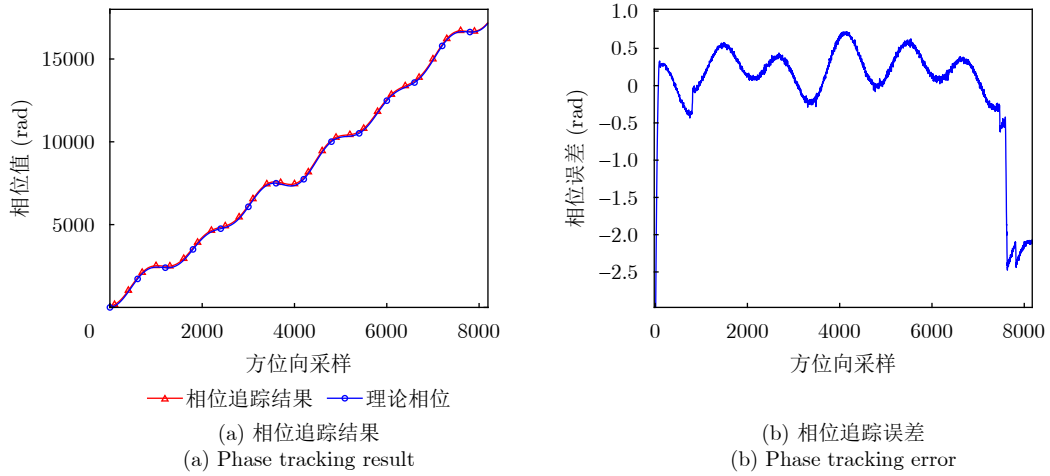 15000
10000
5000
0
2000
4000
6000
8000
相位值 (rad)
方位向采样
相位追踪结果
理论相位
(a) 相位追踪结果
(a) Phase tracking result
1.0
0.5
0
−0.5
−1.0
−1.5
−2.0
−2.5
0
2000
4000
6000
8000
相位误差 (rad)
方位向采样
(b) 相位追踪误差
(b) Phase tracking error